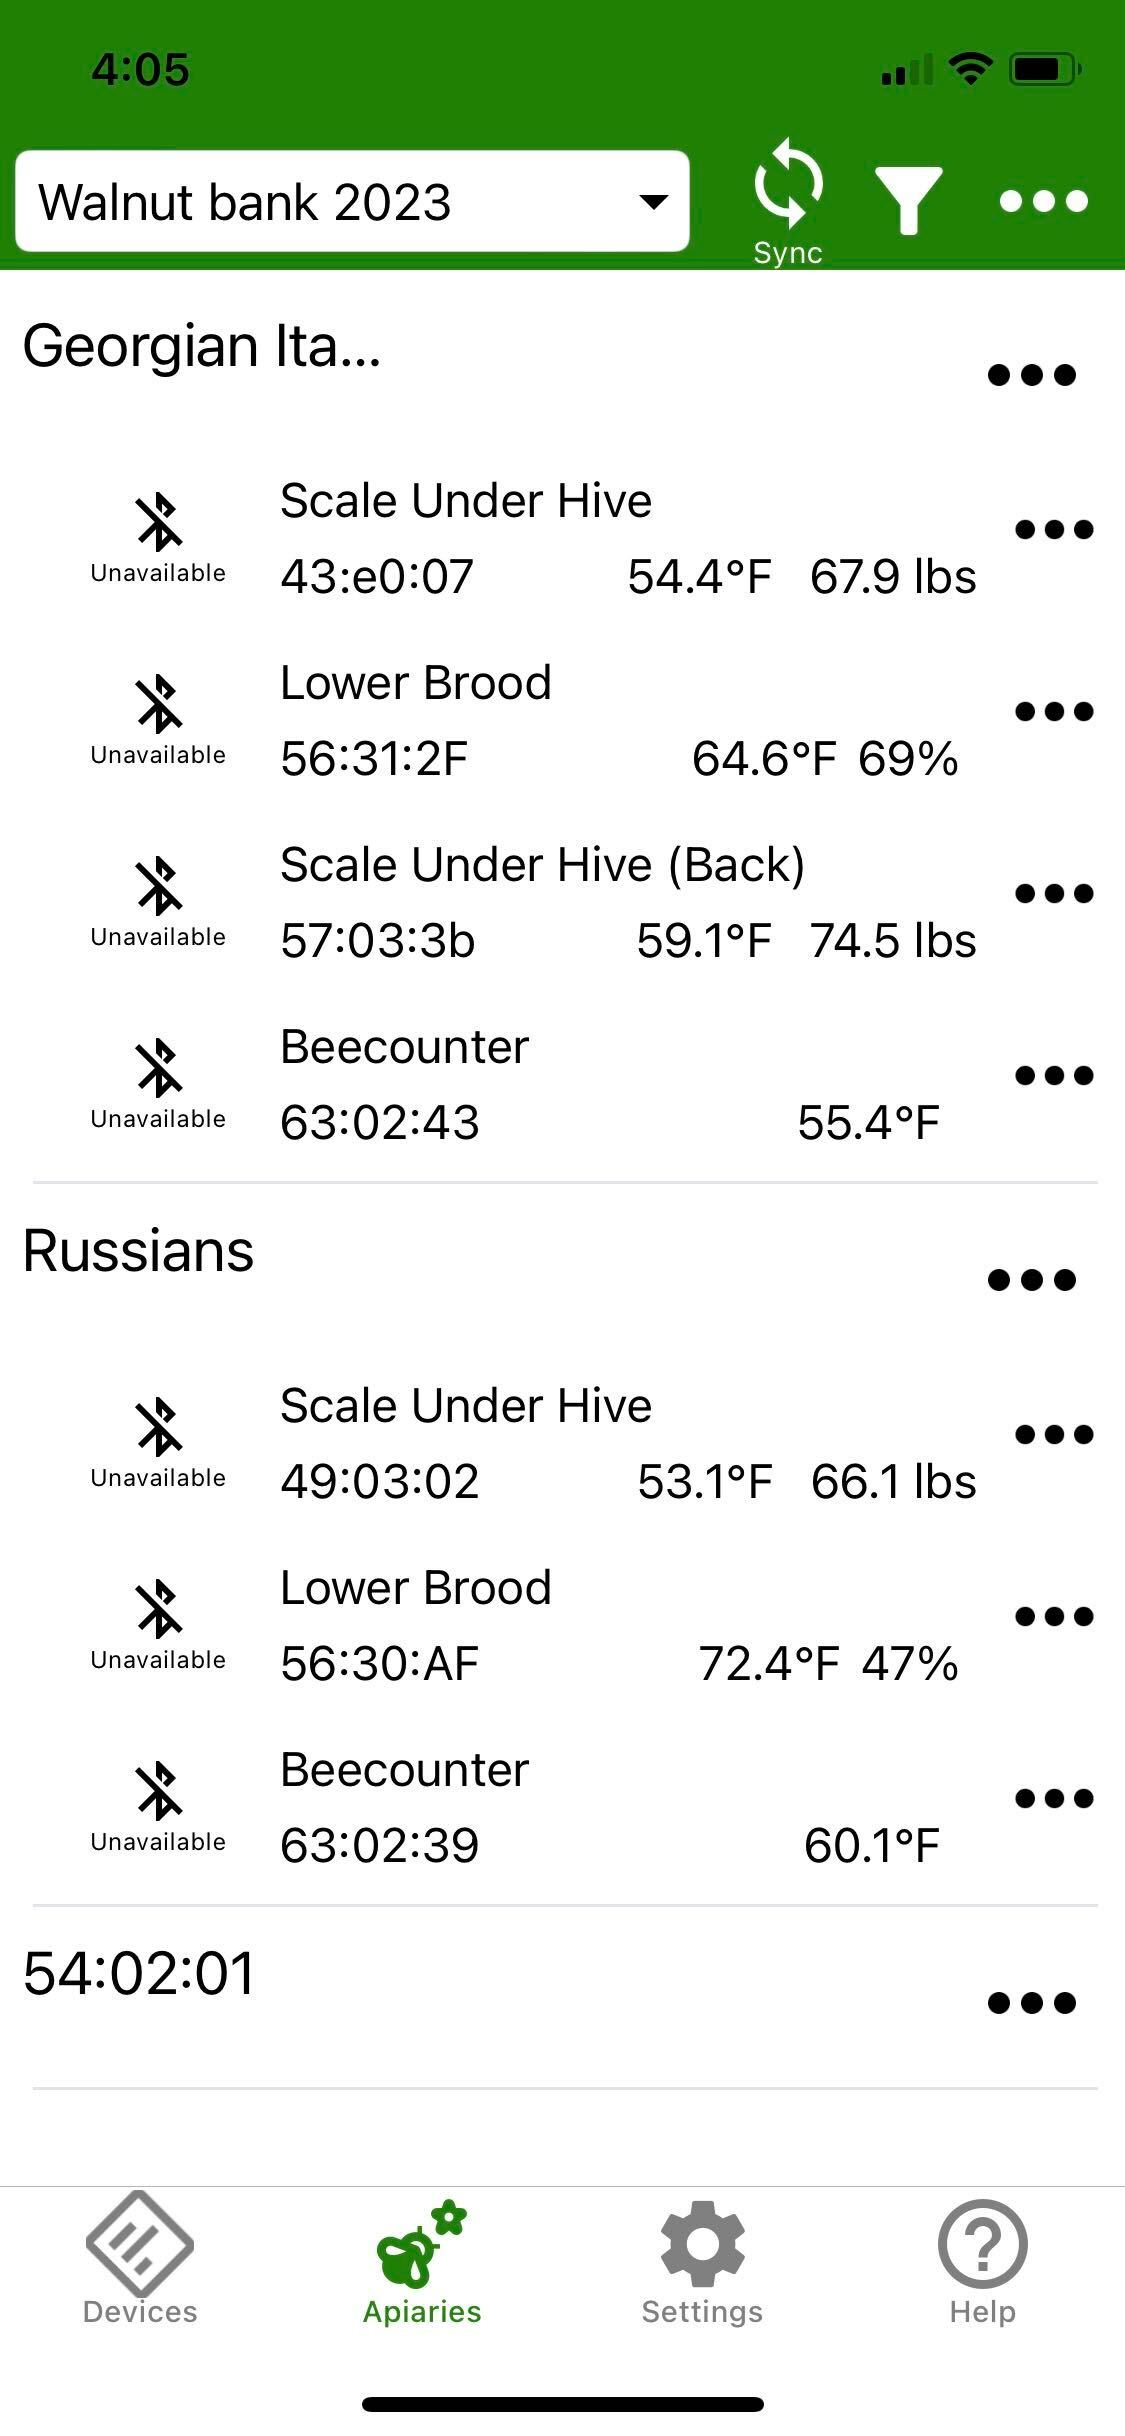 4:05
Walnut bank 2023
Sync
Georgian Ita...
Scale Under Hive
Unavailable
43:e0:07 54.4°F 67.9 lbs
Lower Brood
Unavailable
56:31:2F 64.6°F 69%
Scale Under Hive (Back)
Unavailable
57:03:3b 59.1°F 74.5 lbs
Beecounter
Unavailable
63:02:43 55.4°F
Russians
Scale Under Hive
Unavailable
49:03:02 53.1°F 66.1 lbs
Lower Brood
Unavailable
56:30:AF 72.4°F 47%
Beecounter
Unavailable
63:02:39 60.1°F
54:02:01
Devices Apiaries Settings Help